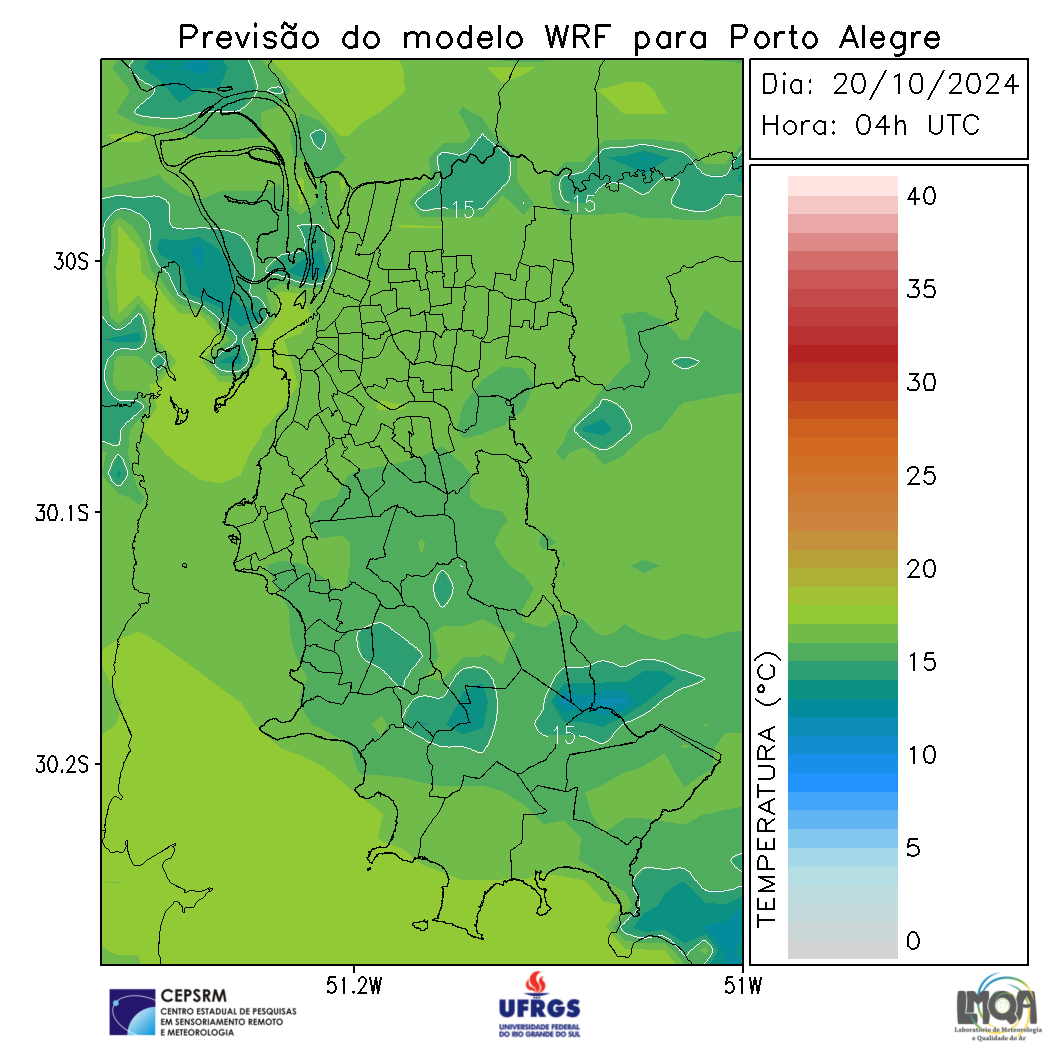 Previsão do modelo WRF para Porto Alegre
Dia: 20/10/2024
Hora: 04h UTC
40
35
30
25
20
15
10
5
0
TEMPERATURA (°C)
30S
30.1S
30.2S
51.2W
51W
15
15
15
CEPSRM
CENTRO ESTADUAL DE PESQUISAS
EM SENSORIAMENTO REMOTO
E METEOROLOGIA
UFRGS
UNIVERSIDADE FEDERAL
DO RIO GRANDE DO SUL
LMQA
Laboratório de Meteorologia
e Qualidade do Ar